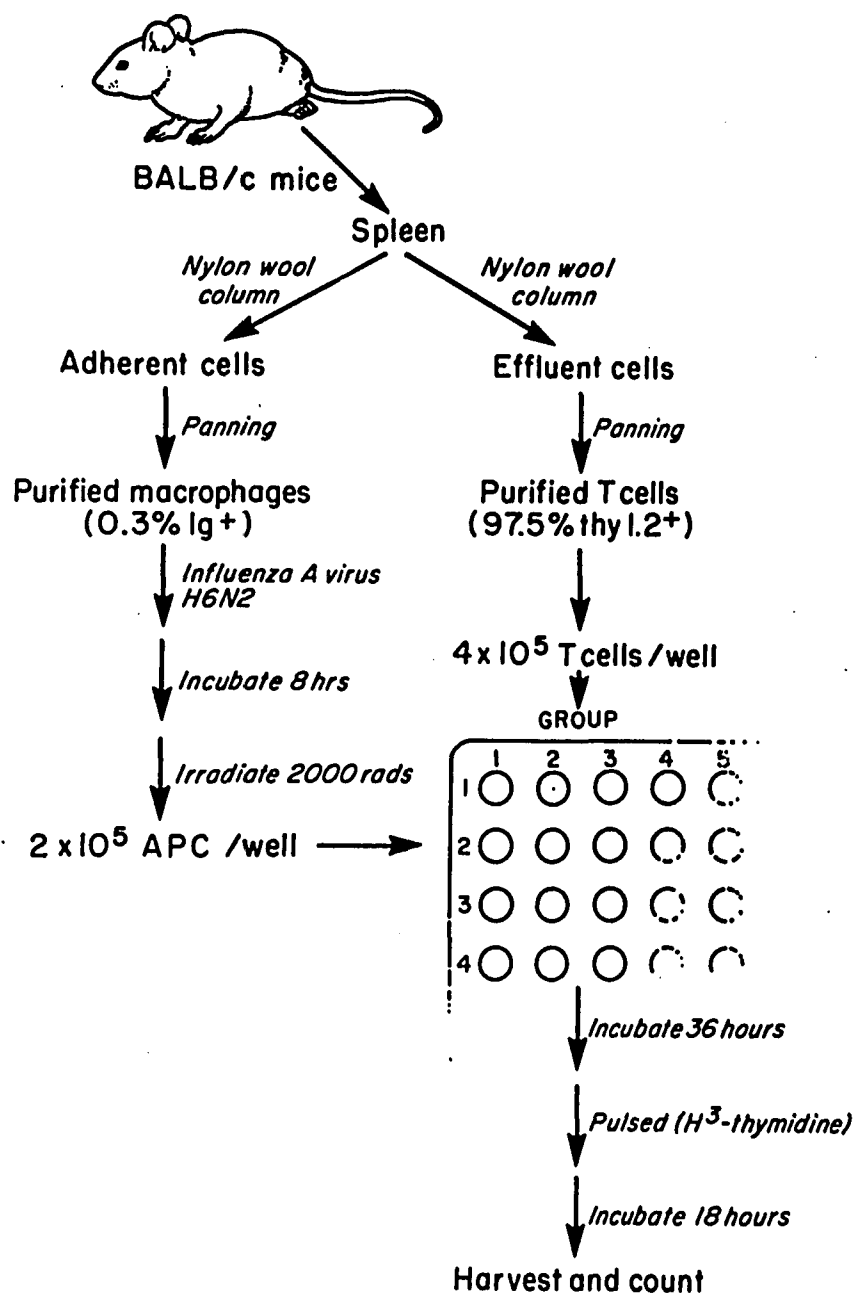 BALB/c mice
Spleen
Nylon wool
column
Nylon wool
column
Adherent cells
Effluent cells
Panning
Panning
Purified macrophages
(0.3% Ig+)
Purified T cells
(97.5% thy 1.2+)
Influenza A virus
H6N2
Incubate 8 hrs
4 x 10⁵ T cells / well
Irradiate 2000 rads
GROUP
1 2 3 4 5
1
2
3
4
2 x 10⁵ APC / well
Incubate 36 hours
Pulsed (H³-thymidine)
Incubate 18 hours
Harvest and count